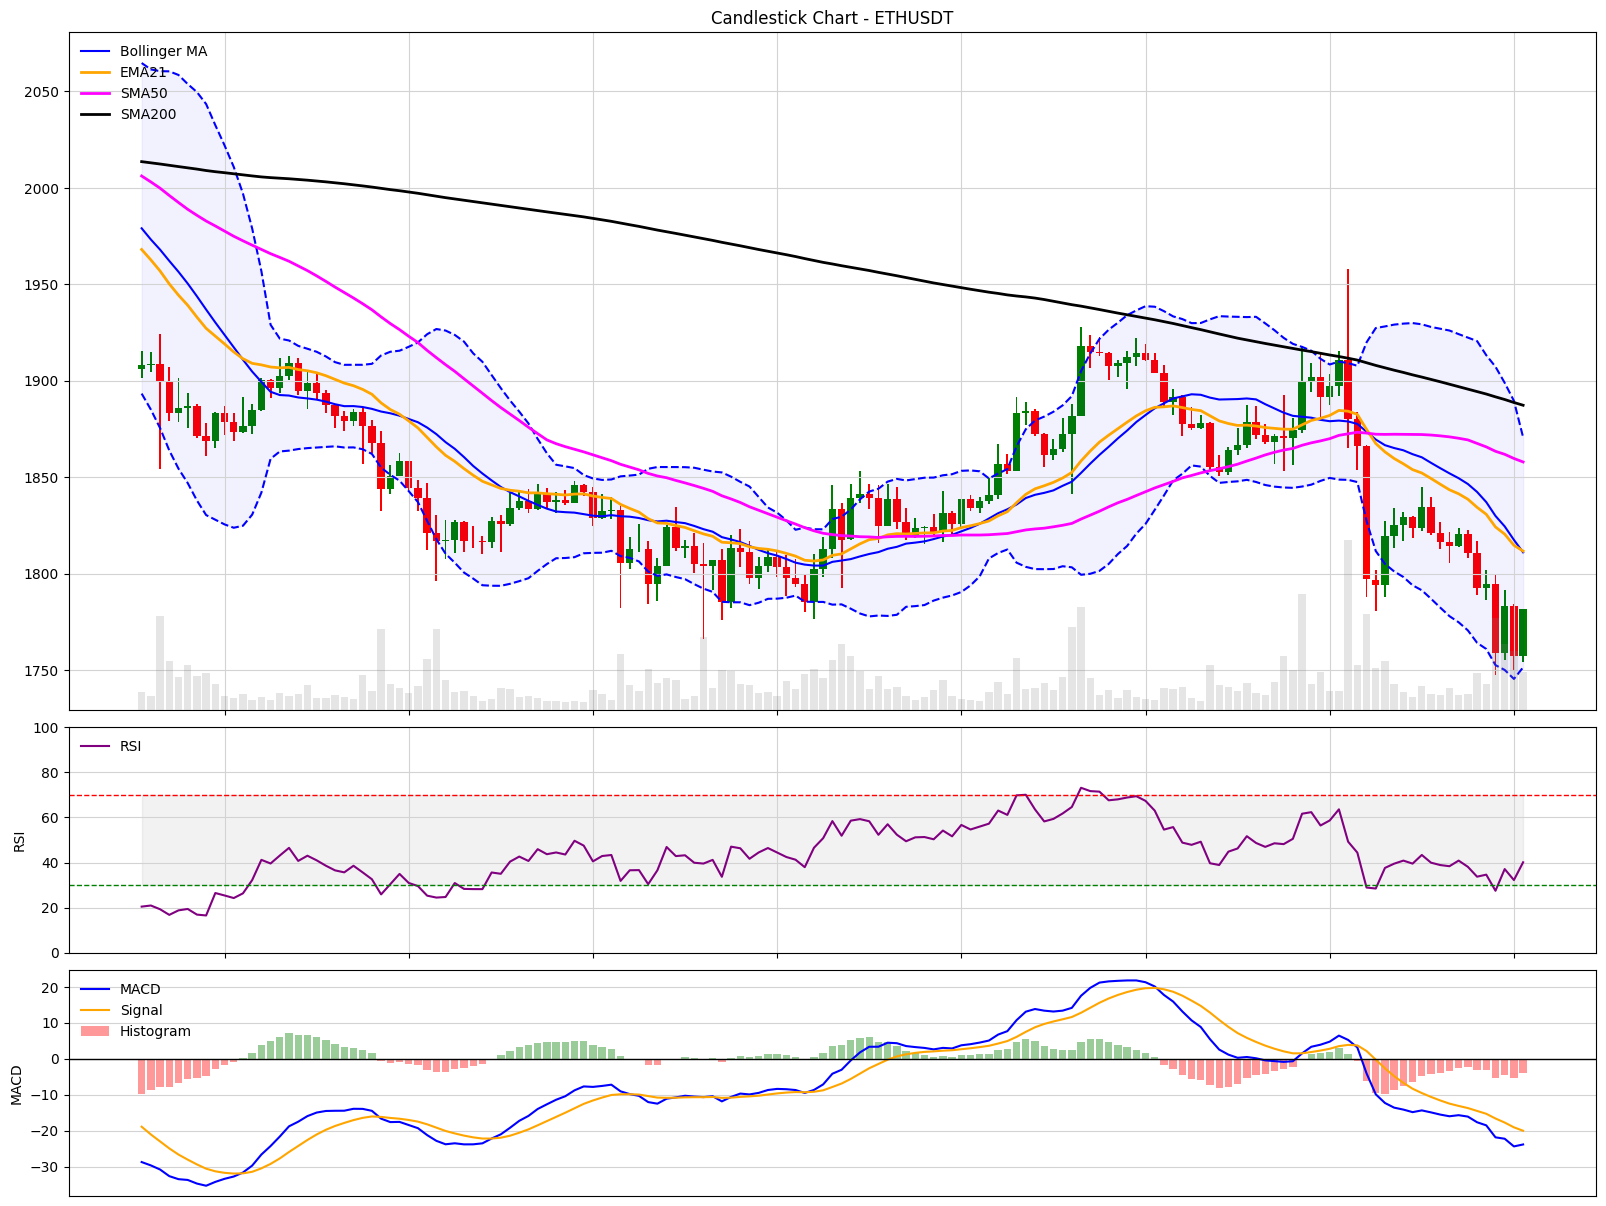 Candlestick Chart - ETHUSDT
Bollinger MA
EMA21
SMA50
SMA200
2050
2000
1950
1900
1850
1800
1750
RSI
100
80
60
40
20
0
RSI
MACD
Signal
Histogram
20
10
0
−10
−20
−30
MACD